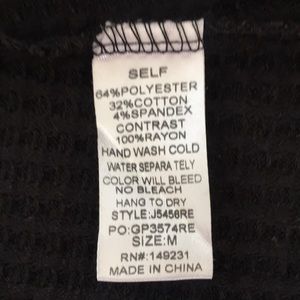 SELF
64%POLYESTER
32%COTTON
4%SPANDEX
CONTRAST
100%RAYON
HAND WASH COLD
WATER SEPARA TELY
COLOR WILL BLEED
NO BLEACH
HANG TO DRY
STYLE:J5456RE
PO:GP3574RE
SIZE:M
RN#:149231
MADE IN CHINA